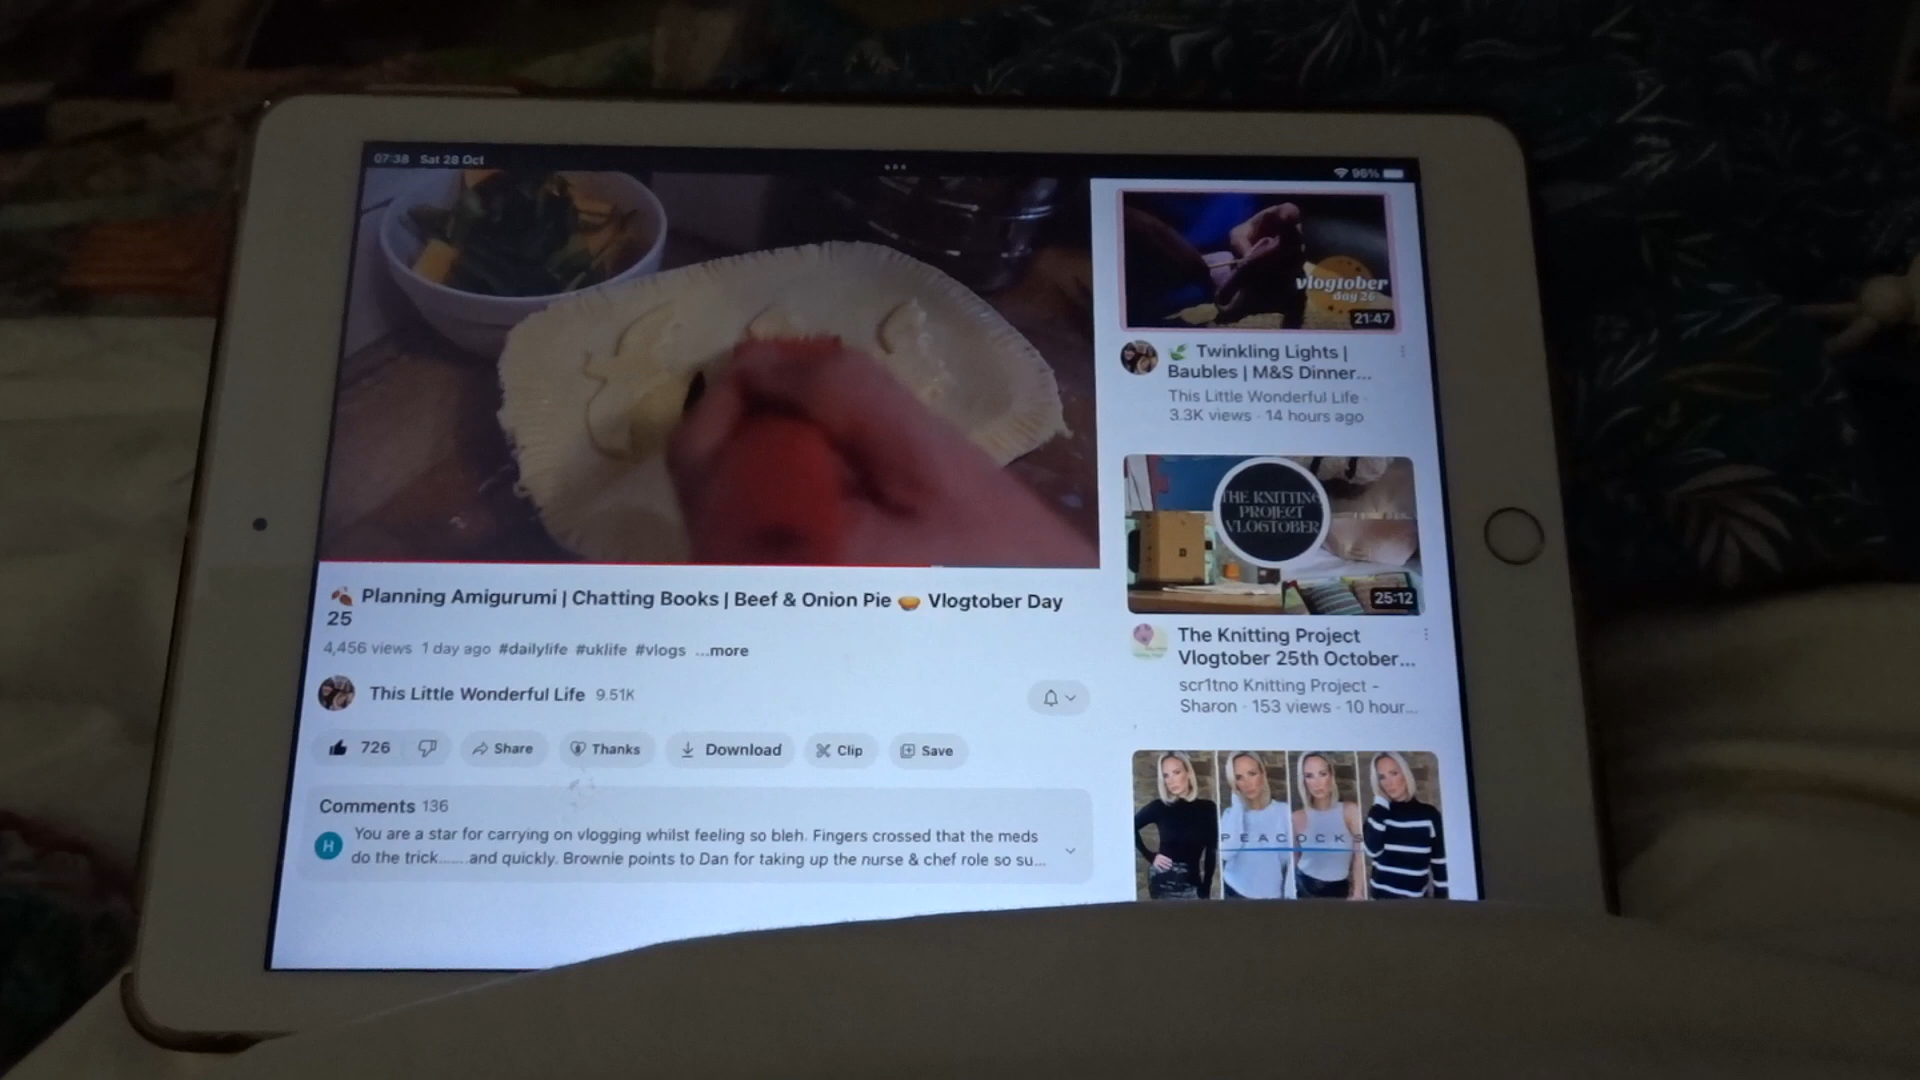 07:38 Sat 28 Oct
96%
🍂 Planning Amigurumi | Chatting Books | Beef & Onion Pie 🥧 Vlogtober Day
25
4,456 views 1 day ago #dailylife #uklife #vlogs ...more
This Little Wonderful Life 9.51K
726
Share
Thanks
Download
Clip
Save
Comments 136
H
You are a star for carrying on vlogging whilst feeling so bleh. Fingers crossed that the meds
do the trick.......and quickly. Brownie points to Dan for taking up the nurse & chef role so su...
vlogtober
day 26
21:47
🌿 Twinkling Lights |
Baubles | M&S Dinner...
This Little Wonderful Life ·
3.3K views · 14 hours ago
THE KNITTING
PROJECT
VLOGTOBER
25:12
The Knitting Project
Vlogtober 25th October...
scr1tno Knitting Project -
Sharon · 153 views · 10 hour...
PEACOCKS